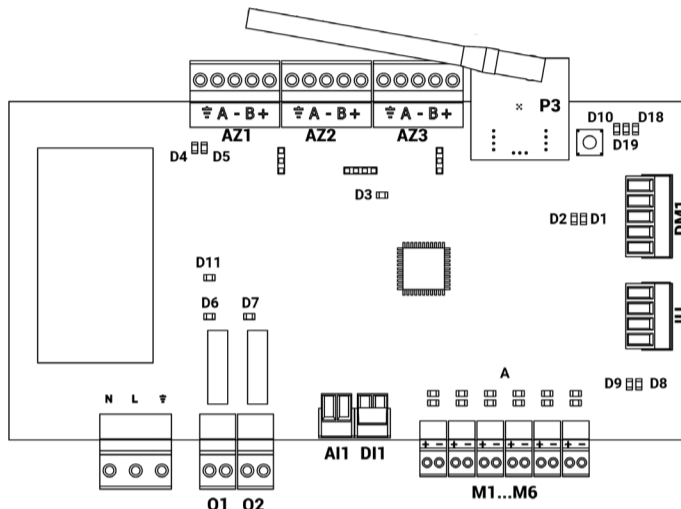 P3
⏚ A - B + ⏚ A - B + ⏚ A - B +
AZ1 AZ2 AZ3
D10 D18
D19
D4 D5
D3
D2 D1
DM1
D11
D6 D7
A
D9 D8
N L ⏚
+ - + - + - + - + - + -
AI1 DI1
M1...M6
O1 O2